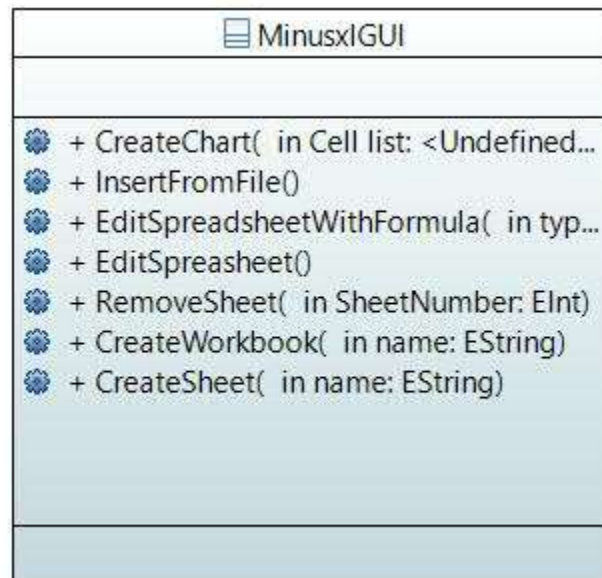 MinusxlGUI
+ CreateChart( in Cell list: <Undefined...
+ InsertFromFile()
+ EditSpreadsheetWithFormula( in typ...
+ EditSpreasheet()
+ RemoveSheet( in SheetNumber: EInt)
+ CreateWorkbook( in name: EString)
+ CreateSheet( in name: EString)